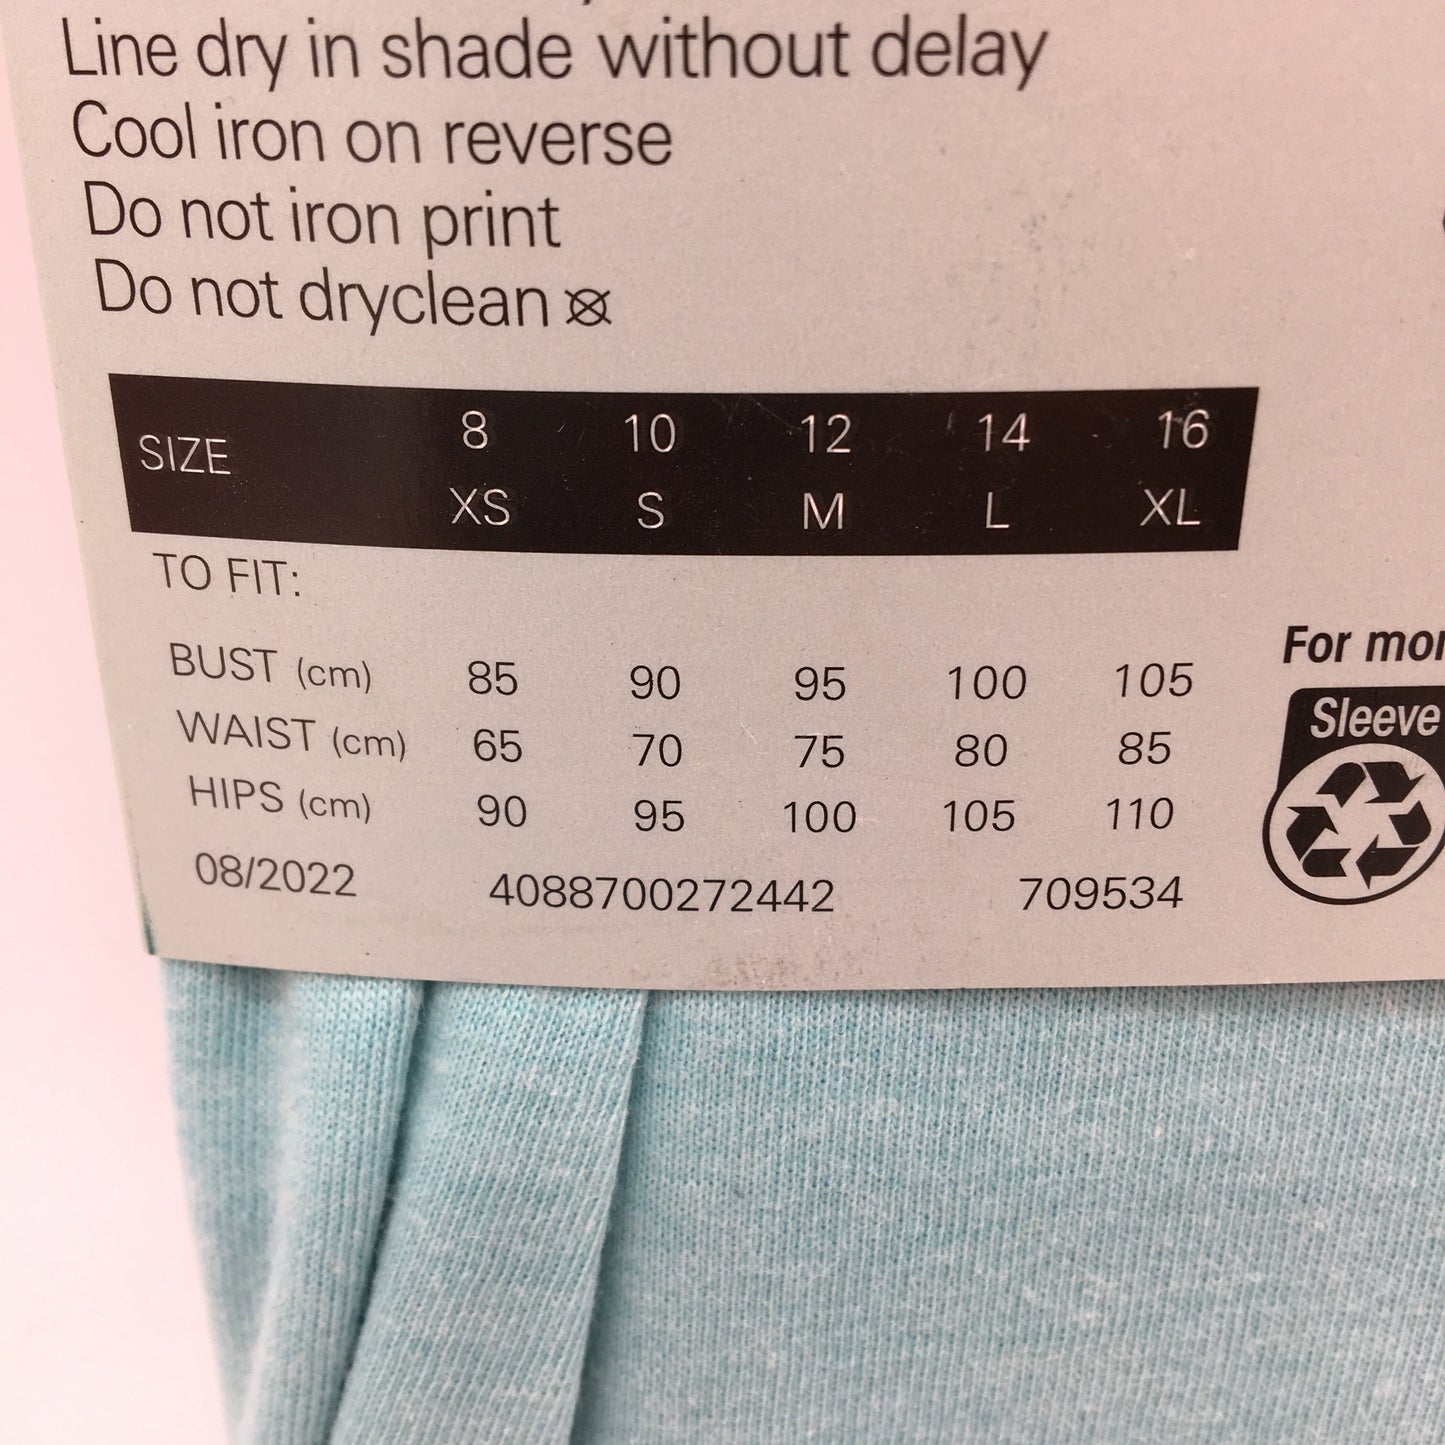 Line dry in shade without delay
Cool iron on reverse
Do not iron print
Do not dryclean
SIZE 8 10 12 14 16
XS S M L XL
TO FIT:
BUST (cm) 85 90 95 100 105
WAIST (cm) 65 70 75 80 85
HIPS (cm) 90 95 100 105 110
08/2022 4088700272442 709534
For
Sleeve